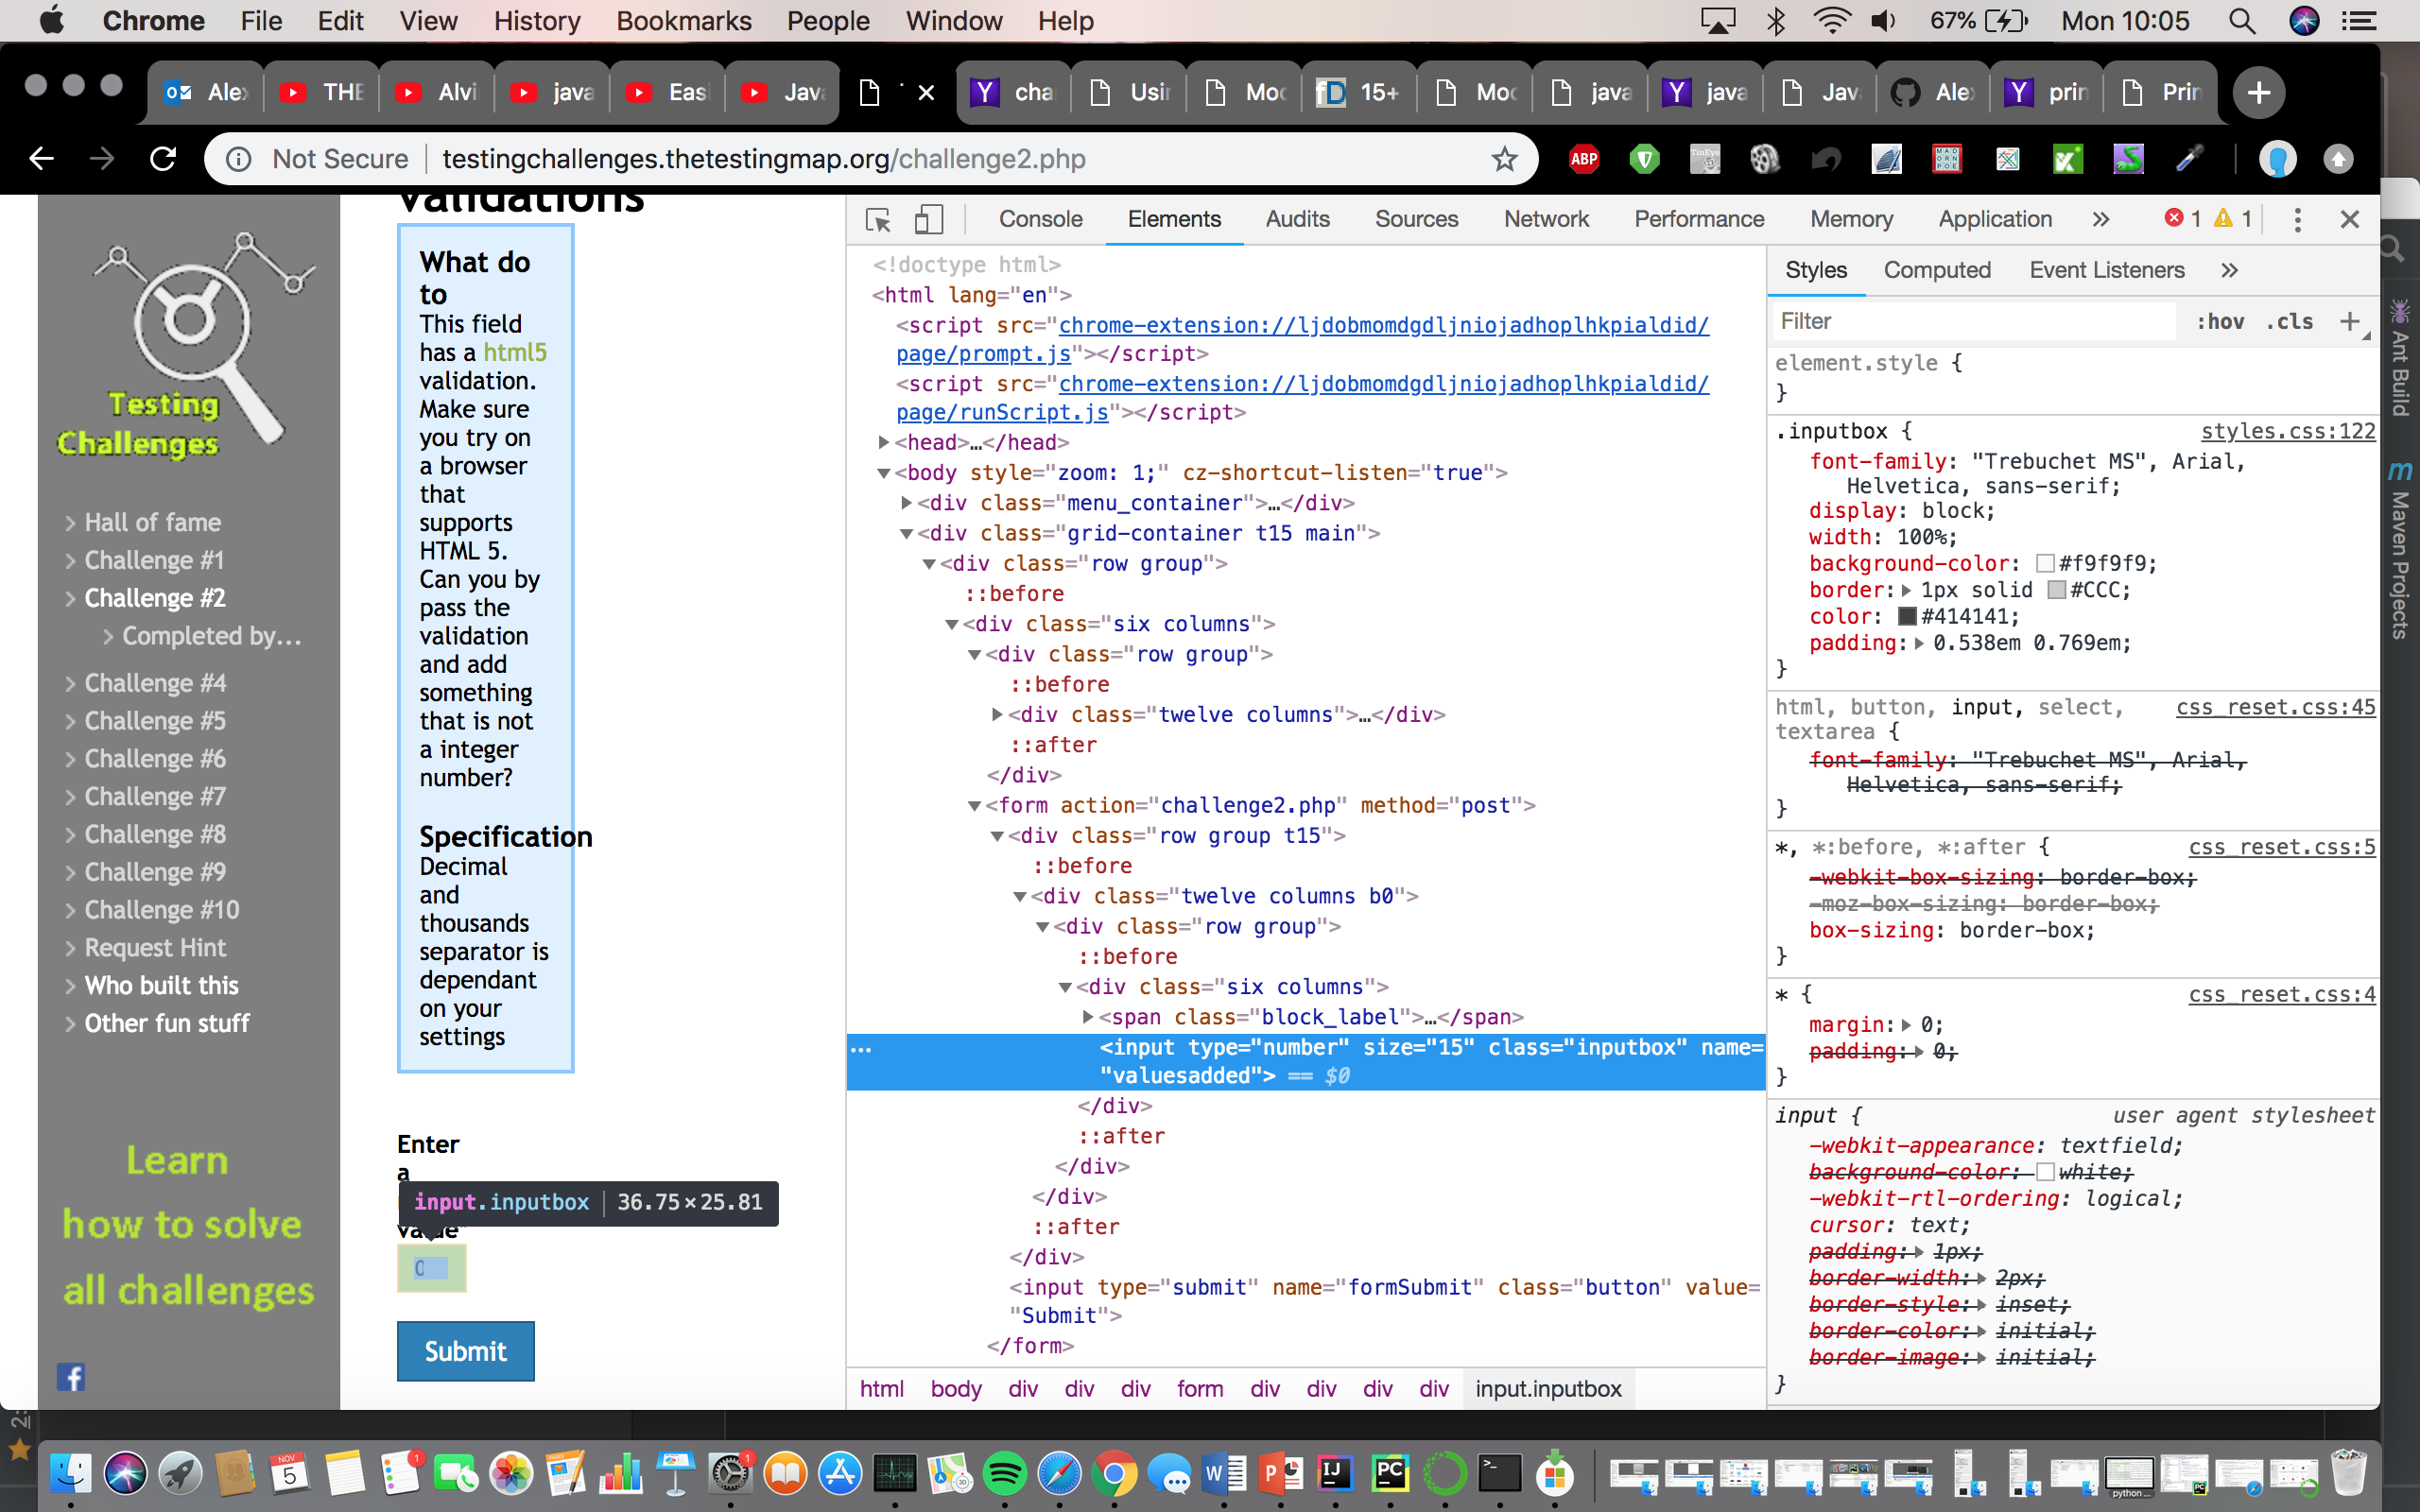 Chrome File Edit View History Bookmarks People Window Help 67% Mon 10:05
Alex THE Alvi java Easi Java cha Usin Moc 15+ Moc java java Jav Alex prin Prin
Not Secure testingchallenges.thetestingmap.org/challenge2.php
ABP
Testing
Challenges
Hall of fame
Challenge #1
Challenge #2
Completed by...
Challenge #4
Challenge #5
Challenge #6
Challenge #7
Challenge #8
Challenge #9
Challenge #10
Request Hint
Who built this
Other fun stuff
Learn
how to solve
all challenges
validations
What do
to
This field
has a html5
validation.
Make sure
you try on
a browser
that
supports
HTML 5.
Can you by
pass the
validation
and add
something
that is not
a integer
number?
Specification
Decimal
and
thousands
separator is
dependant
on your
settings
Enter
a
value
input.inputbox 36.75×25.81
Submit
Console Elements Audits Sources Network Performance Memory Application » 1 1
<!doctype html>
<html lang="en">
<script src="chrome-extension://ljdobmomdgdljniojadhoplhkpialdid/
page/prompt.js"></script>
<script src="chrome-extension://ljdobmomdgdljniojadhoplhkpialdid/
page/runScript.js"></script>
<head>…</head>
<body style="zoom: 1;" cz-shortcut-listen="true">
<div class="menu_container">…</div>
<div class="grid-container t15 main">
<div class="row group">
::before
<div class="six columns">
<div class="row group">
::before
<div class="twelve columns">…</div>
::after
</div>
<form action="challenge2.php" method="post">
<div class="row group t15">
::before
<div class="twelve columns b0">
<div class="row group">
::before
<div class="six columns">
<span class="block_label">…</span>
… <input type="number" size="15" class="inputbox" name=
"valuesadded"> == $0
</div>
::after
</div>
</div>
::after
</div>
<input type="submit" name="formSubmit" class="button" value=
"Submit">
</form>
html body div div div form div div div div input.inputbox
Styles Computed Event Listeners »
Filter :hov .cls +
element.style {
}
.inputbox { styles.css:122
font-family: "Trebuchet MS", Arial,
Helvetica, sans-serif;
display: block;
width: 100%;
background-color: #f9f9f9;
border: 1px solid #CCC;
color: #414141;
padding: 0.538em 0.769em;
}
html, button, input, select, css_reset.css:45
textarea {
font-family: "Trebuchet MS", Arial,
Helvetica, sans-serif;
}
*, *:before, *:after { css_reset.css:5
-webkit-box-sizing: border-box;
-moz-box-sizing: border-box;
box-sizing: border-box;
}
* { css_reset.css:4
margin: 0;
padding: 0;
}
input { user agent stylesheet
-webkit-appearance: textfield;
background-color: white;
-webkit-rtl-ordering: logical;
cursor: text;
padding: 1px;
border-width: 2px;
border-style: inset;
border-color: initial;
border-image: initial;
}
Ant Build
Maven Projects
NOV
5